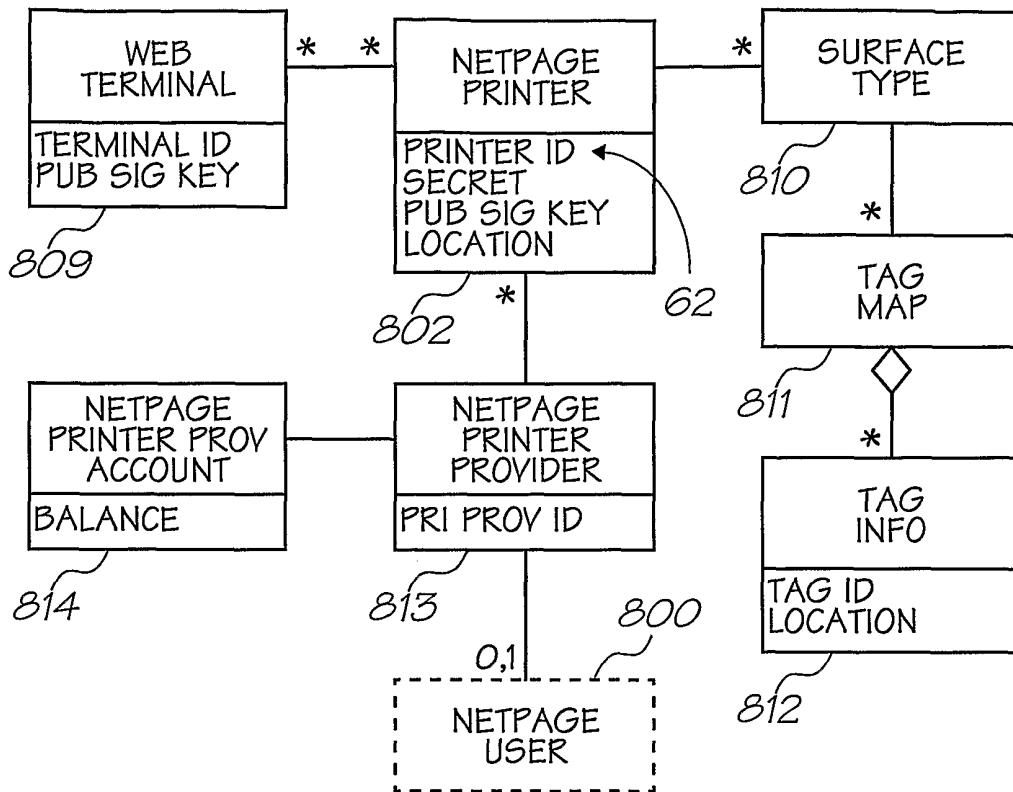 WEB
TERMINAL
TERMINAL ID
PUB SIG KEY
809
* *
NETPAGE
PRINTER
PRINTER ID
SECRET
PUB SIG KEY
LOCATION
802
62
*
*
SURFACE
TYPE
810
*
TAG
MAP
811
*
TAG
INFO
TAG ID
LOCATION
812
NETPAGE
PRINTER PROV
ACCOUNT
BALANCE
814
NETPAGE
PRINTER
PROVIDER
PRI PROV ID
813
800
0,1
NETPAGE
USER